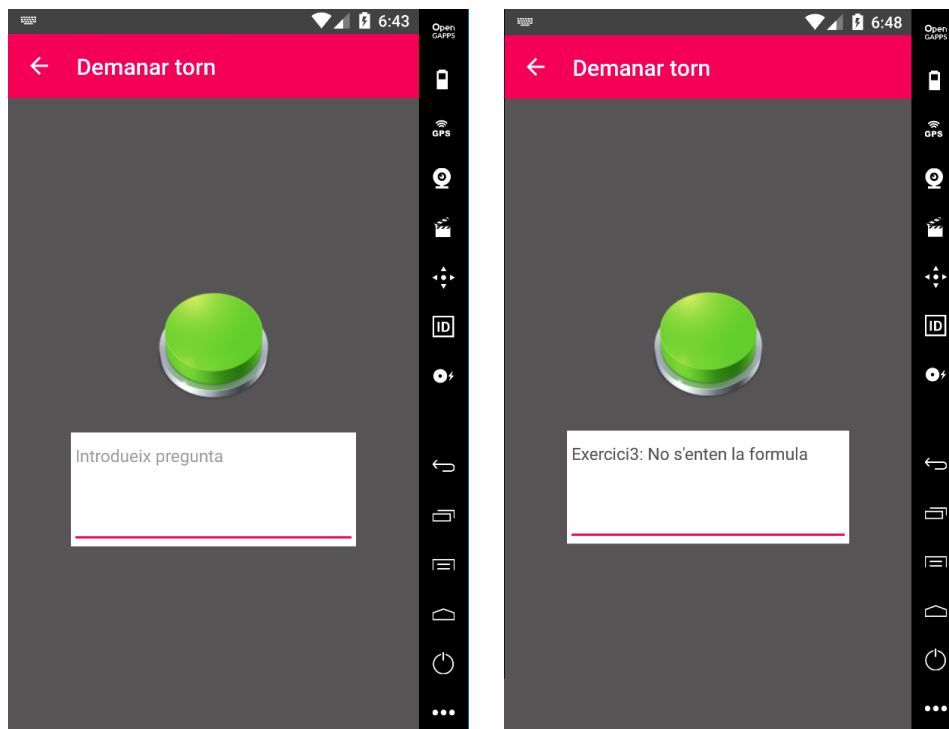 6:43
Open
GAPPS
Demanar torn
GPS
ID
Introdueix pregunta
6:48
Open
GAPPS
Demanar torn
GPS
ID
Exercici3: No s'enten la formula